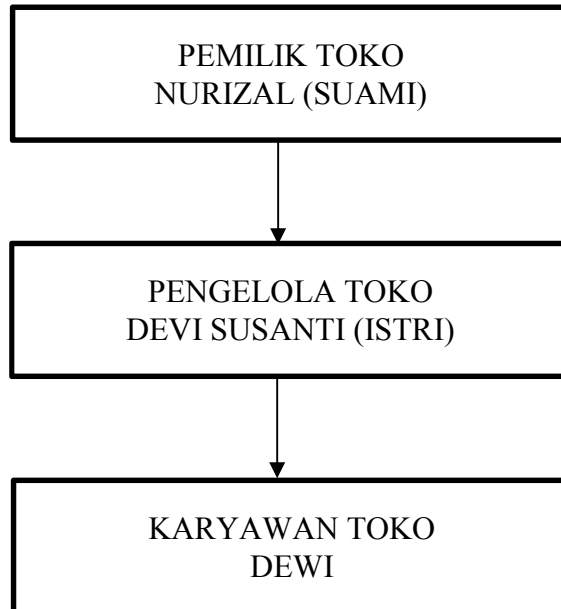 PEMILIK TOKO
NURIZAL (SUAMI)
PENGELOLA TOKO
DEVI SUSANTI (ISTRI)
KARYAWAN TOKO
DEWI